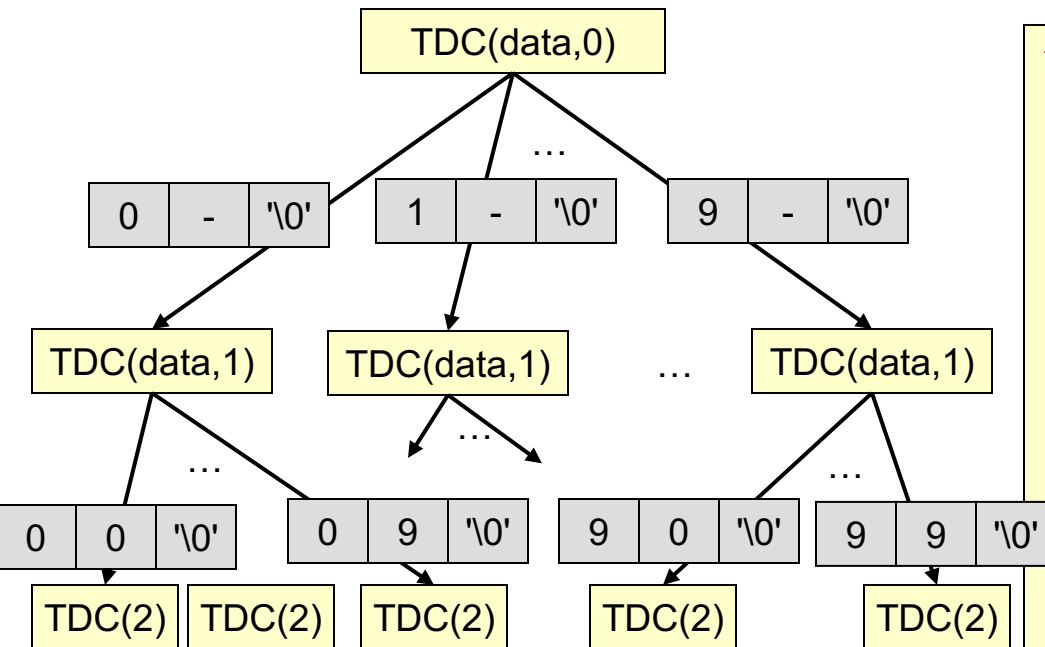 TDC(data,0)
…
0 - '\0' 1 - '\0' 9 - '\0'
TDC(data,1) TDC(data,1) … TDC(data,1)
… … …
0 0 '\0' 0 9 '\0' 9 0 '\0' 9 9 '\0'
TDC(2) TDC(2) TDC(2) TDC(2) TDC(2)